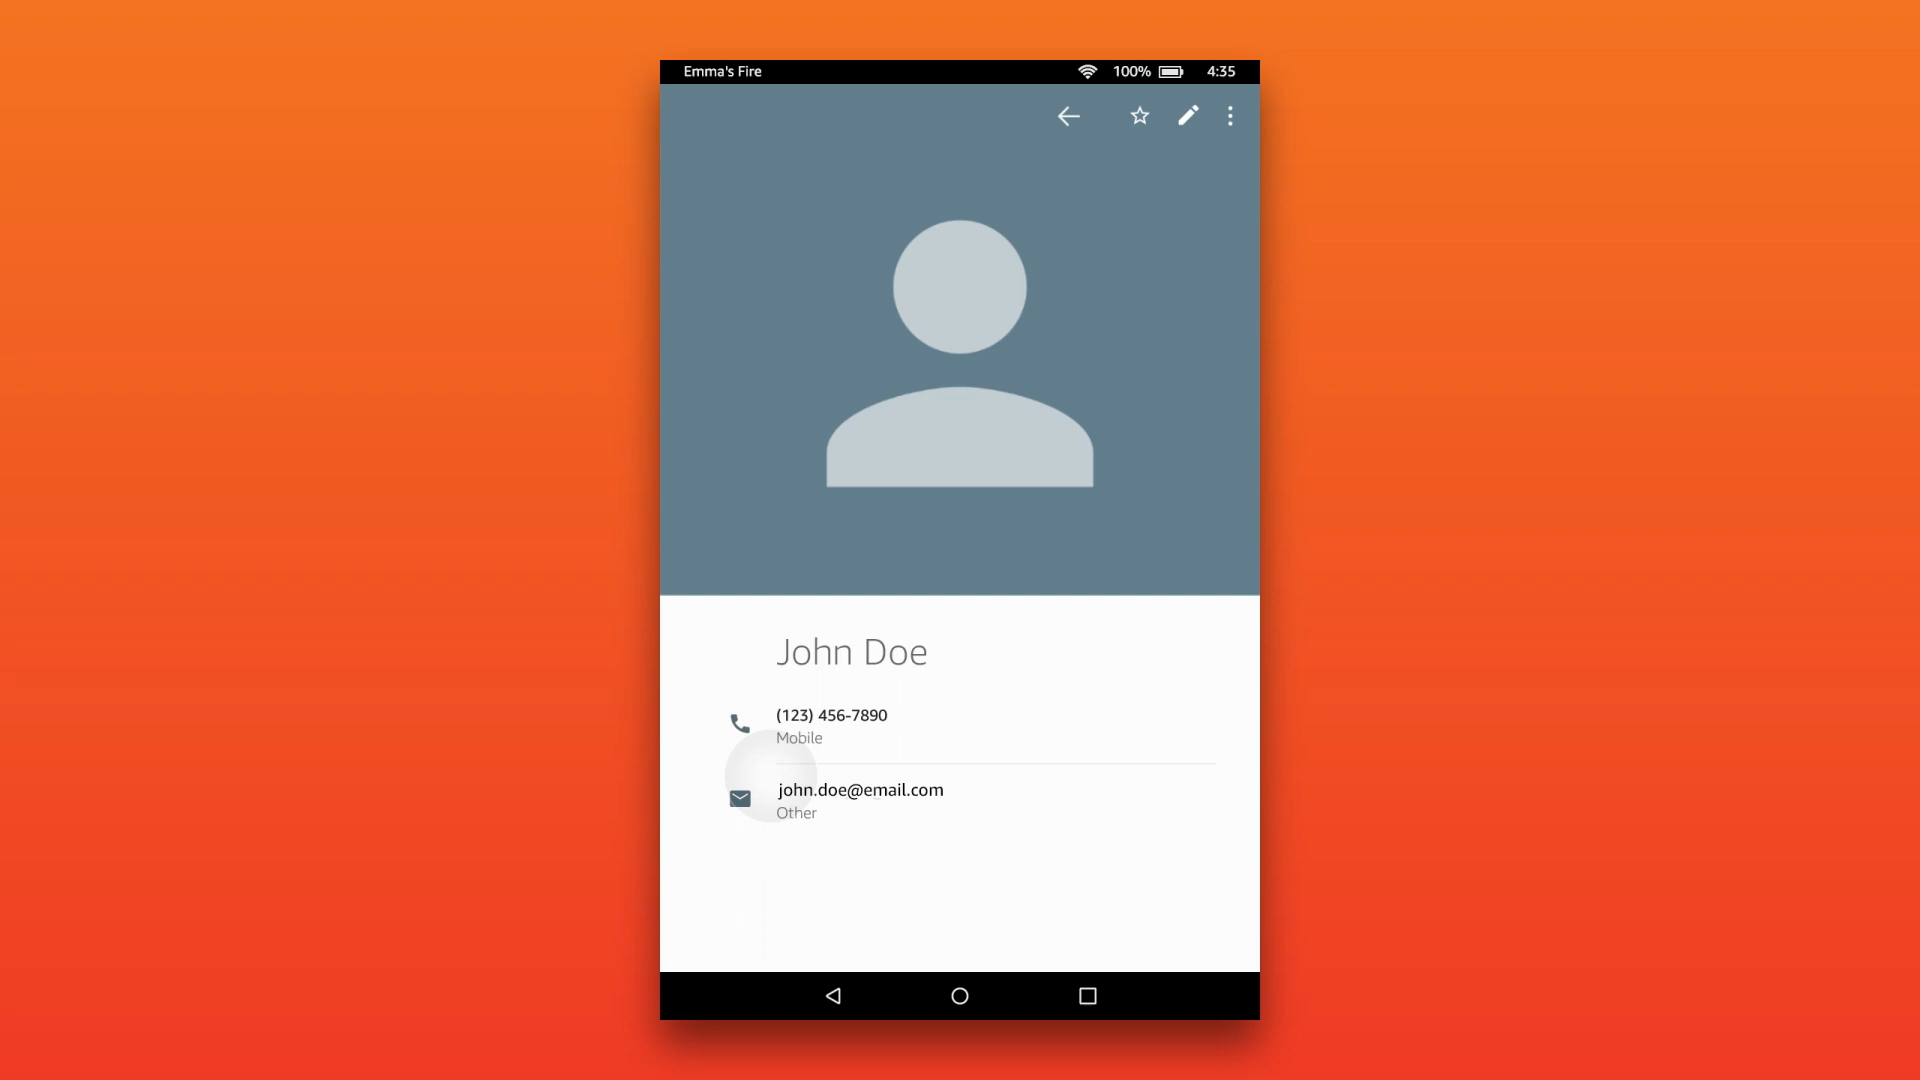 Emma's Fire 100% 4:35
John Doe
(123) 456-7890
Mobile
john.doe@email.com
Other